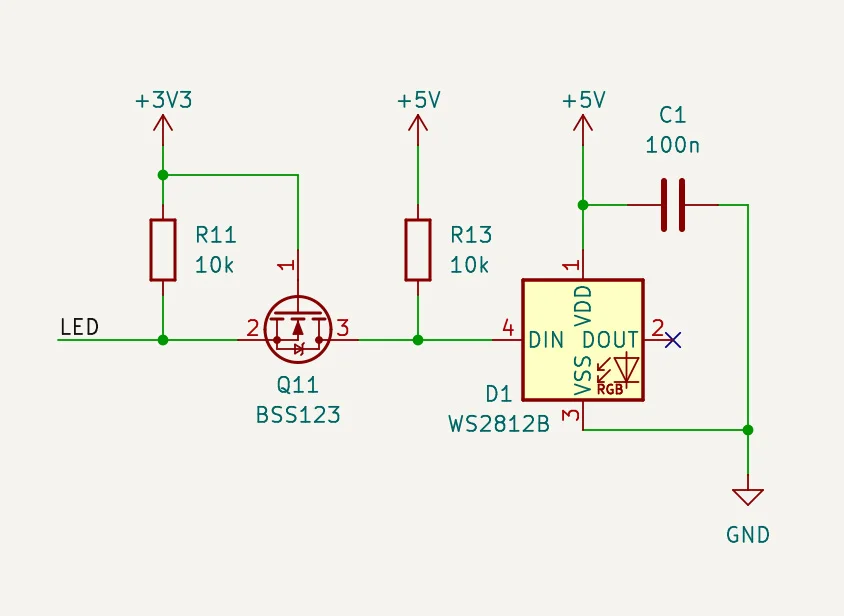 +3V3
+5V
+5V
C1
100n
R11
10k
R13
10k
1
1
VDD
LED
2
3
4
DIN
DOUT
2
VSS
RGB
3
Q11
BSS123
D1
WS2812B
GND